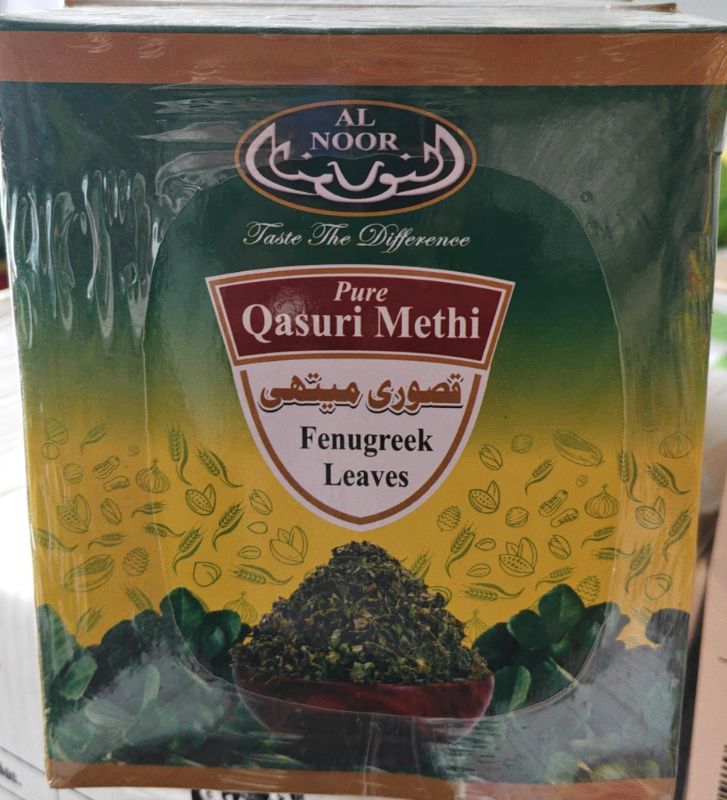 AL
NOOR
النور
Taste The Difference
Pure
Qasuri Methi
قصوری میتھی
Fenugreek
Leaves